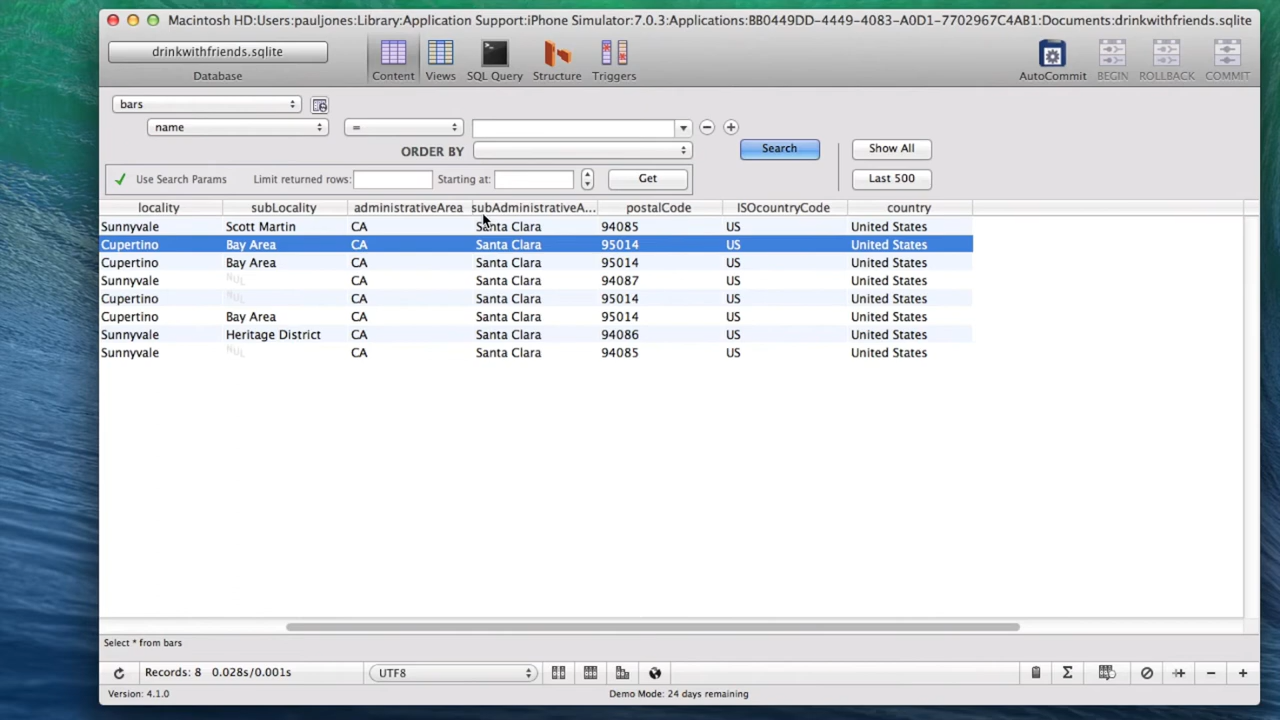 Macintosh HD:Users:pauljones:Library:Application Support:iPhone Simulator:7.0.3:Applications:BB0449DD-4449-4083-A0D1-7702967C4AB1:Documents:drinkwithfriends.sqlite
drinkwithfriends.sqlite
Database Content Views SQL Query Structure Triggers AutoCommit BEGIN ROLLBACK COMMIT
bars
name =
ORDER BY Search Show All
Use Search Params Limit returned rows: Starting at: Get Last 500
locality subLocality administrativeArea subAdministrativeA... postalCode ISOcountryCode country
Sunnyvale Scott Martin CA Santa Clara 94085 US United States
Cupertino Bay Area CA Santa Clara 95014 US United States
Cupertino Bay Area CA Santa Clara 95014 US United States
Sunnyvale NUL CA Santa Clara 94087 US United States
Cupertino NUL CA Santa Clara 95014 US United States
Cupertino Bay Area CA Santa Clara 95014 US United States
Sunnyvale Heritage District CA Santa Clara 94086 US United States
Sunnyvale NUL CA Santa Clara 94085 US United States
Select * from bars
Records: 8 0.028s/0.001s UTF8
Version: 4.1.0 Demo Mode: 24 days remaining